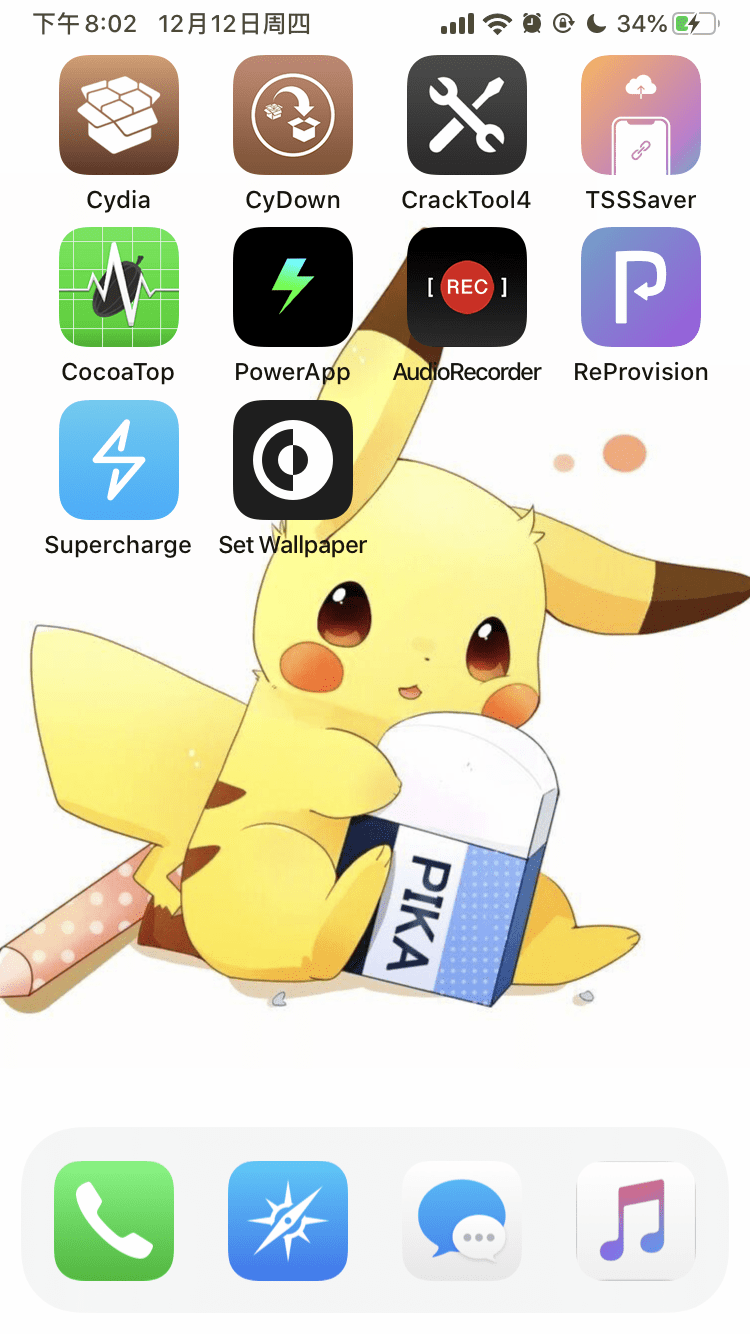 下午8:02 12月12日周四 34%
Cydia CyDown CrackTool4 TSSSaver
[ REC ]
CocoaTop PowerApp AudioRecorder ReProvision
Supercharge Set Wallpaper
PIKA